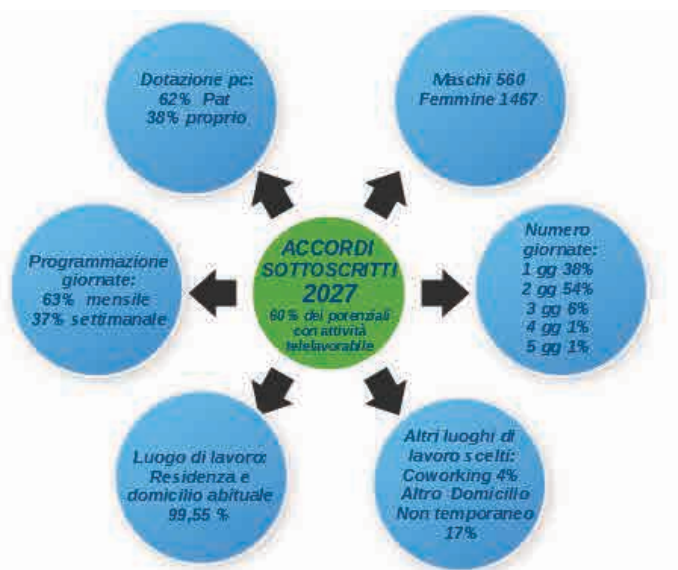 Dotazione pc:
62% Pat
38% proprio
Maschi 560
Femmine 1467
Programmazione
giornate:
63% mensile
37% settimanale
ACCORDI
SOTTOSCRITTI
2027
60% dei potenziali
con attività
telelavorabile
Numero
giornate:
1 gg 38%
2 gg 54%
3 gg 6%
4 gg 1%
5 gg 1%
Luogo di lavoro:
Residenza e
domicilio abituale
99,55 %
Altri luoghi di
lavoro scelti:
Coworking 4%
Altro Domicilio
Non temporaneo
17%